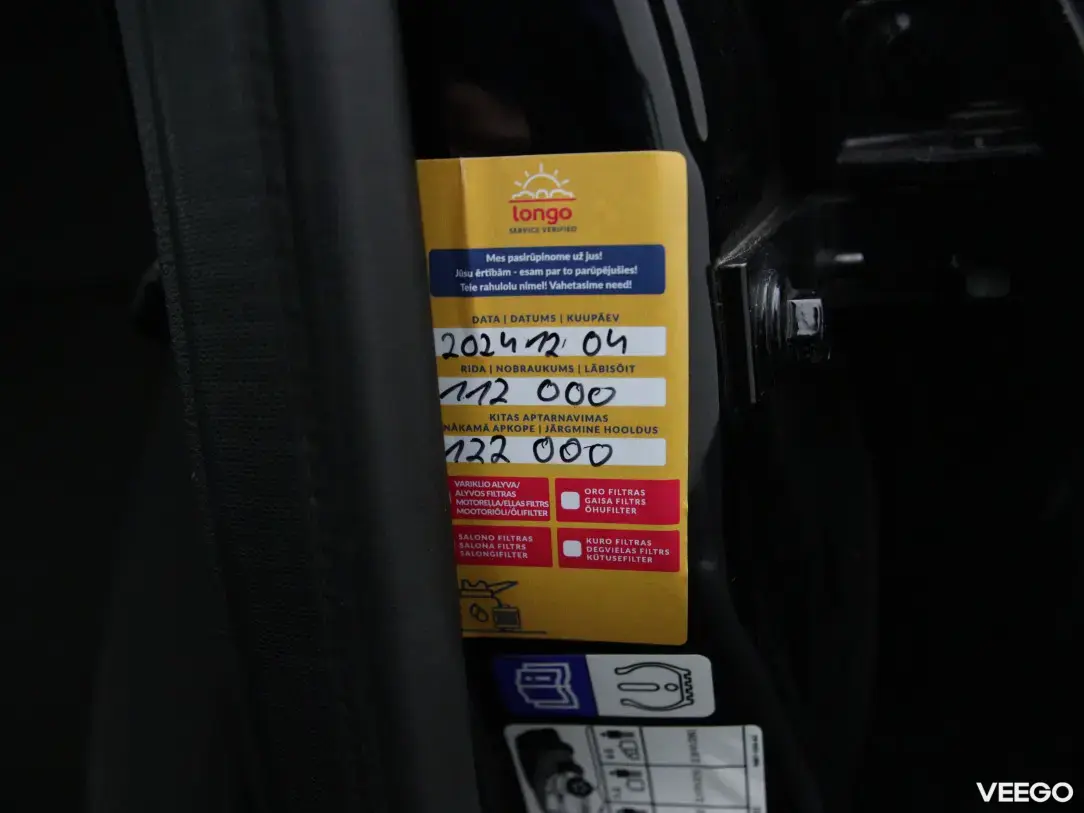 longo
SERVICE VERIFIED
Mes pasirūpinome už jus!
Jūsu ērtībām - esam par to parūpējušies!
Teie rahulolu nimel! Vahetasime need!
DATA | DATUMS | KUUPÄEV
2024 12 04
RIDA | NOBRAUKUMS | LÄBISÕIT
112 000
KITAS APTARNAVIMAS
NĀKAMĀ APKOPE | JÄRGMINE HOOLDUS
122 000
VARIKLIO ALYVA/
ALYVOS FILTRAS
MOTOREĻĻA/EĻĻAS FILTRS
MOOTORIÕLI/ÕLIFILTER
ORO FILTRAS
GAISA FILTRS
ÕHUFILTER
SALONO FILTRAS
SALONA FILTRS
SALONGIFILTER
KURO FILTRAS
DEGVIELAS FILTRS
KÜTUSEFILTER
VEEGO